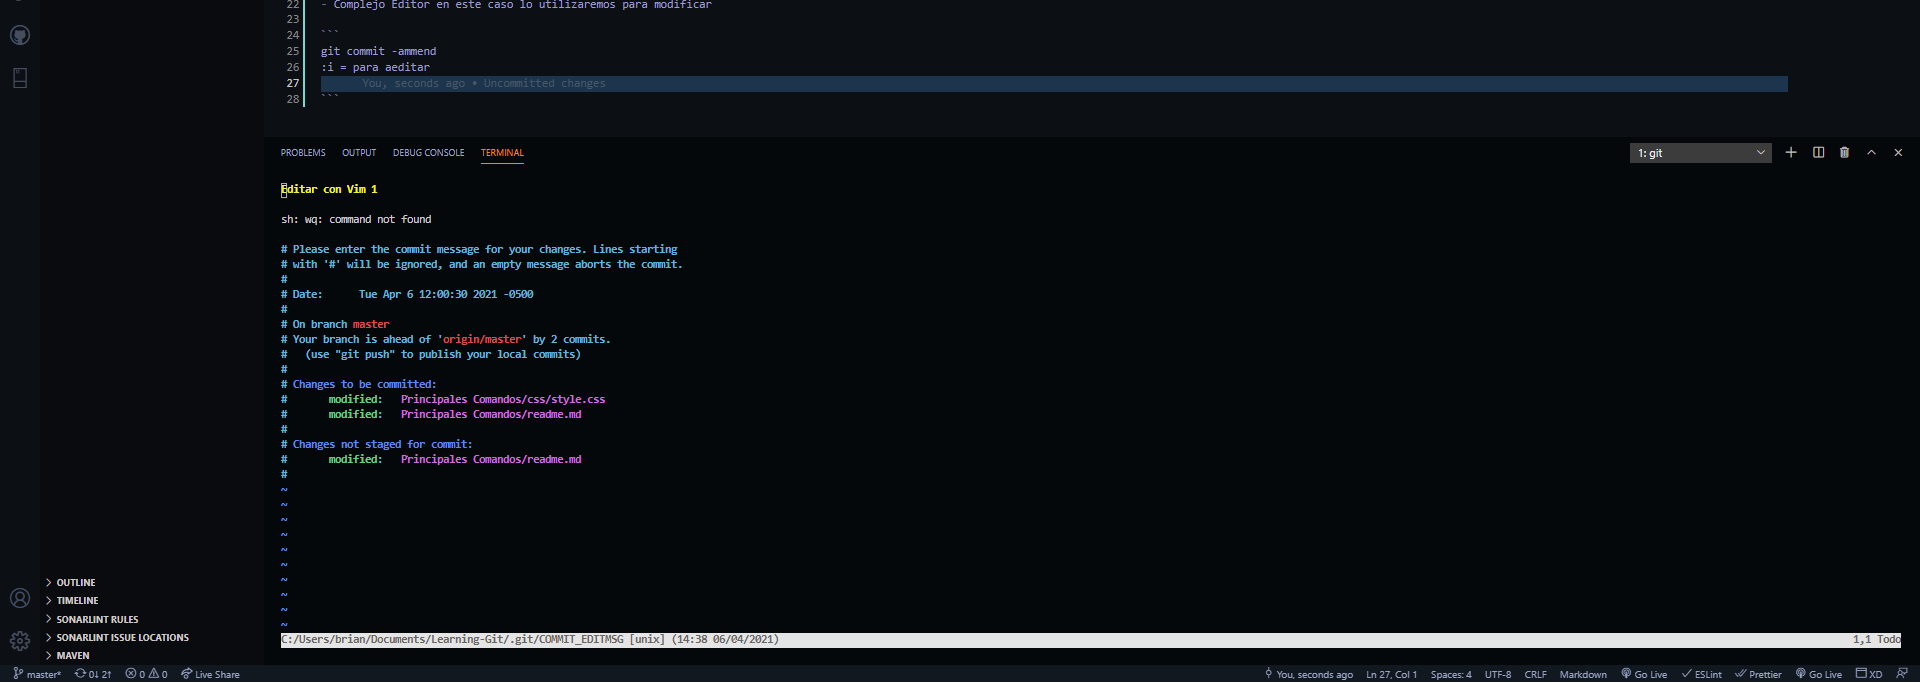 22 - Complejo Editor en este caso lo utilizaremos para modificar
23
24 ```
25 git commit -ammend
26 :i = para aeditar
27 You, seconds ago • Uncommitted changes
28 ```
PROBLEMS OUTPUT DEBUG CONSOLE TERMINAL 1: git
Editar con Vim 1
sh: wq: command not found
# Please enter the commit message for your changes. Lines starting
# with '#' will be ignored, and an empty message aborts the commit.
#
# Date: Tue Apr 6 12:00:30 2021 -0500
#
# On branch master
# Your branch is ahead of 'origin/master' by 2 commits.
# (use "git push" to publish your local commits)
#
# Changes to be committed:
# modified: Principales Comandos/css/style.css
# modified: Principales Comandos/readme.md
#
# Changes not staged for commit:
# modified: Principales Comandos/readme.md
#
~
~
~
~
~
~
~
~
~
~
C:/Users/brian/Documents/Learning-Git/.git/COMMIT_EDITMSG [unix] (14:38 06/04/2021) 1,1 Todo
OUTLINE
TIMELINE
SONARLINT RULES
SONARLINT ISSUE LOCATIONS
MAVEN
master* 0↓ 2↑ 0 0 Live Share You, seconds ago Ln 27, Col 1 Spaces: 4 UTF-8 CRLF Markdown Go Live ESLint Prettier Go Live XD